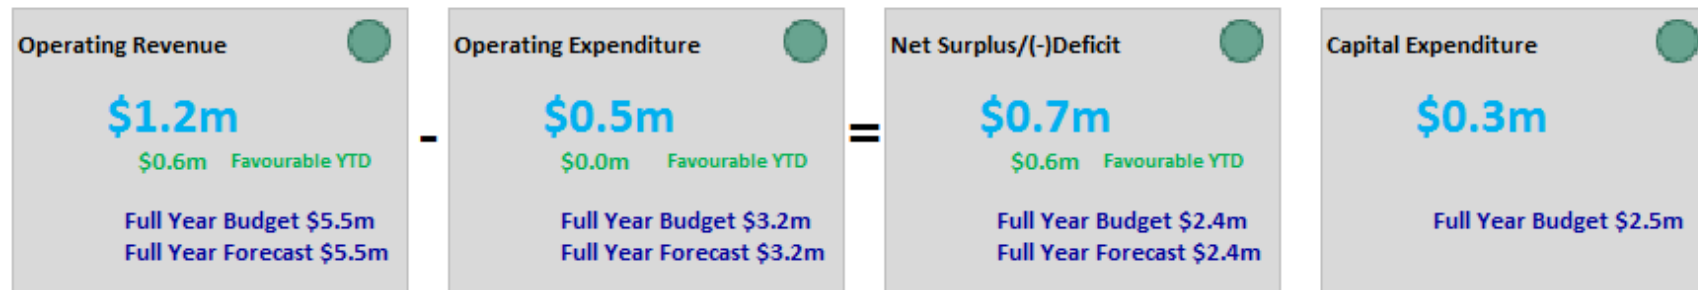 Operating Revenue
$1.2m
$0.6m Favourable YTD
Full Year Budget $5.5m
Full Year Forecast $5.5m
-
Operating Expenditure
$0.5m
$0.0m Favourable YTD
Full Year Budget $3.2m
Full Year Forecast $3.2m
=
Net Surplus/(-)Deficit
$0.7m
$0.6m Favourable YTD
Full Year Budget $2.4m
Full Year Forecast $2.4m
Capital Expenditure
$0.3m
Full Year Budget $2.5m